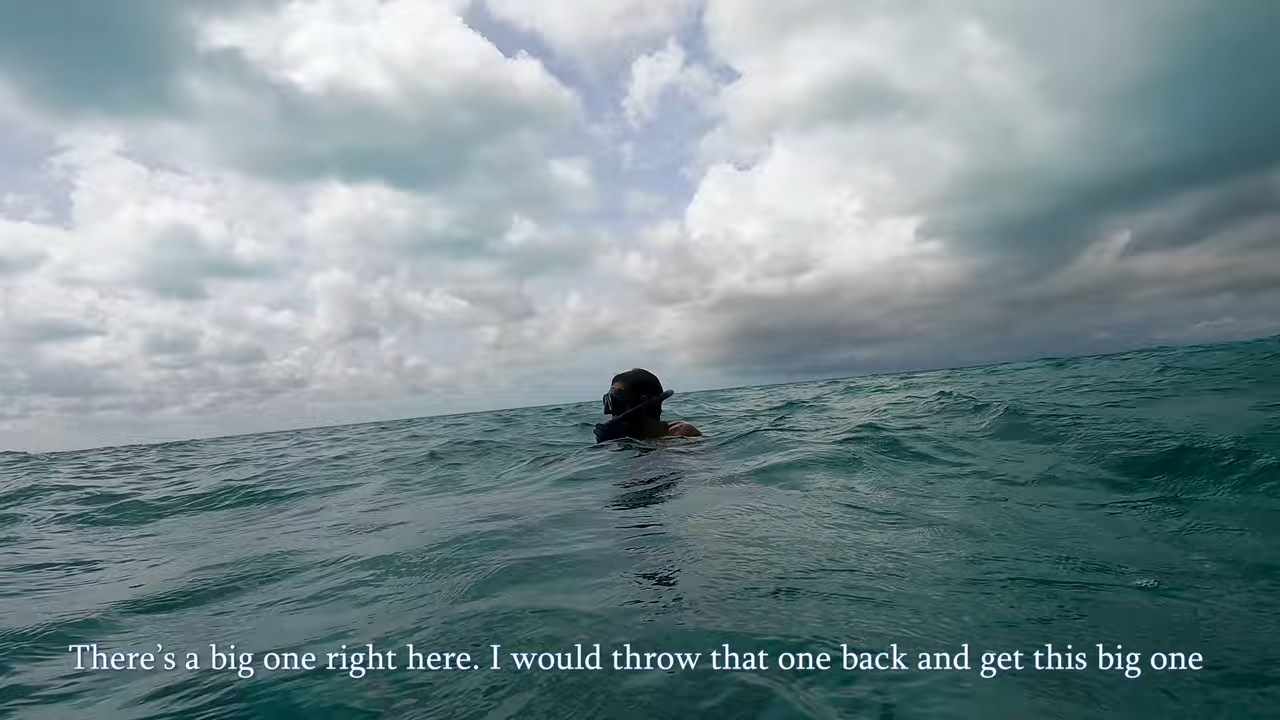 There's a big one right here. I would throw that one back and get this big one